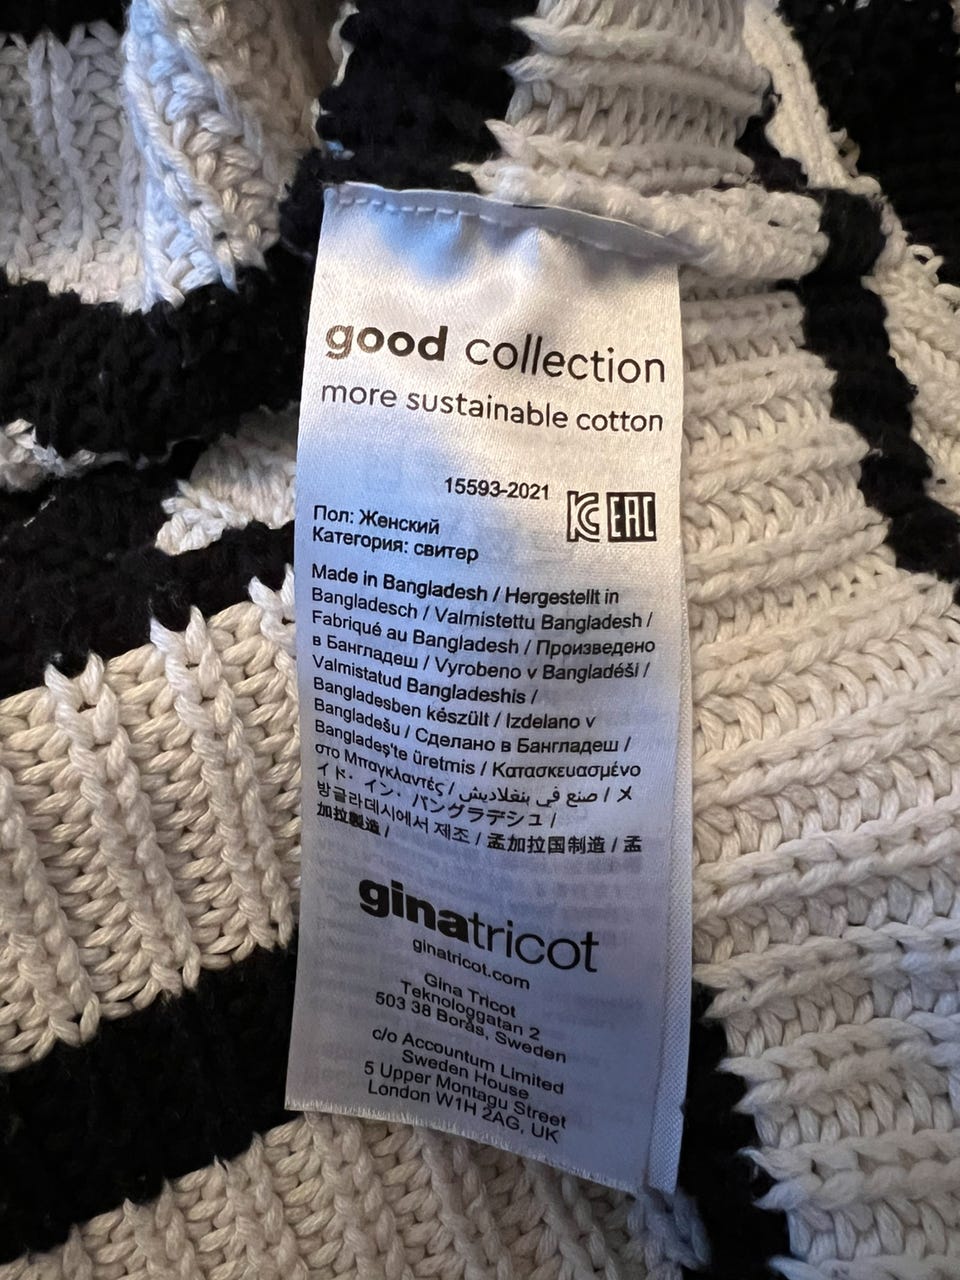 good collection
more sustainable cotton
15593-2021
EAC
Пол: Женский
Категория: свитер
Made in Bangladesh / Hergestellt in
Bangladesch / Valmistettu Bangladesh /
Fabriqué au Bangladesh / Произведено
в Бангладеш / Vyrobeno v Bangladéši /
Valmistatud Bangladeshis /
Bangladesben készült / Izdelano v
Bangladešu / Сделано в Бангладеш /
Bangladeş'te üretmis / Κατασκευασμένο
στο Μπαγκλαντές / صنع في بنغلاديش / メ
イド・イン・バングラデシュ /
방글라데시에서 제조 / 孟加拉国制造 / 孟
加拉製造 /
ginatricot
ginatricot.com
Gina Tricot
Teknologgatan 2
503 38 Borås, Sweden
c/o Accountum Limited
Sweden House
5 Upper Montagu Street
London W1H 2AG, UK